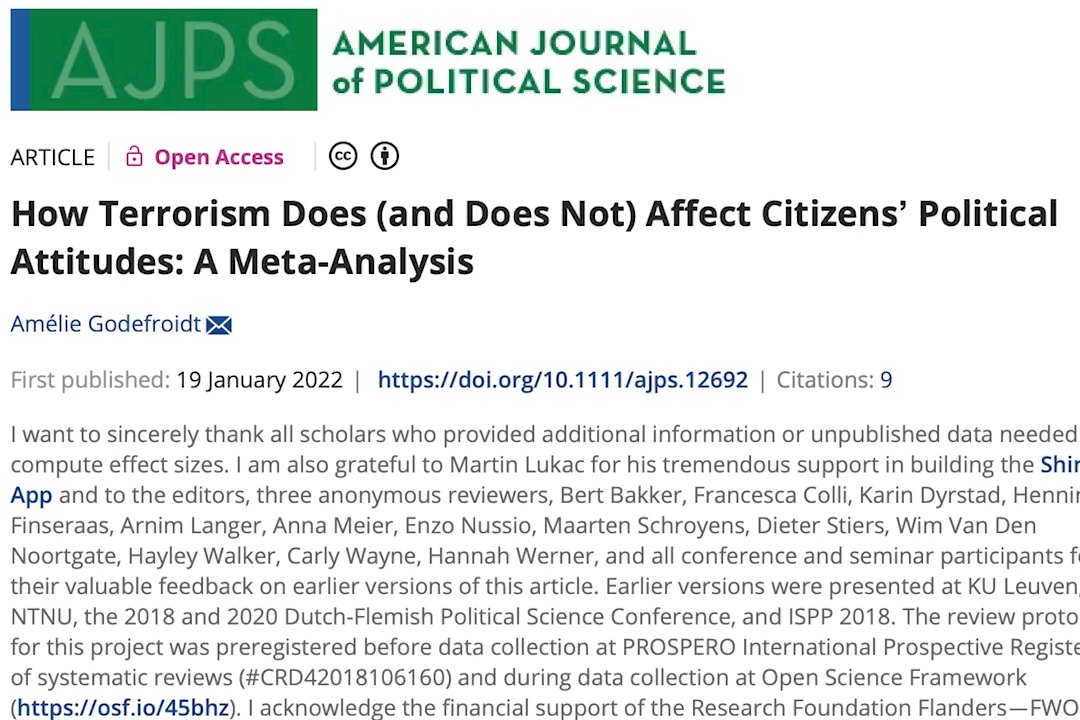 AJPS AMERICAN JOURNAL
of POLITICAL SCIENCE
ARTICLE Open Access cc
How Terrorism Does (and Does Not) Affect Citizens’ Political
Attitudes: A Meta-Analysis
Amélie Godefroidt
First published: 19 January 2022 | https://doi.org/10.1111/ajps.12692 | Citations: 9
I want to sincerely thank all scholars who provided additional information or unpublished data needed
compute effect sizes. I am also grateful to Martin Lukac for his tremendous support in building the
App and to the editors, three anonymous reviewers, Bert Bakker, Francesca Colli, Karin Dyrstad,
Finseraas, Arnim Langer, Anna Meier, Enzo Nussio, Maarten Schroyens, Dieter Stiers, Wim Van Den
Noortgate, Hayley Walker, Carly Wayne, Hannah Werner, and all conference and seminar participants
their valuable feedback on earlier versions of this article. Earlier versions were presented at KU Leuven,
NTNU, the 2018 and 2020 Dutch-Flemish Political Science Conference, and ISPP 2018. The review
for this project was preregistered before data collection at PROSPERO International Prospective
of systematic reviews (#CRD42018106160) and during data collection at Open Science Framework
(https://osf.io/45bhz). I acknowledge the financial support of the Research Foundation Flanders—FWO